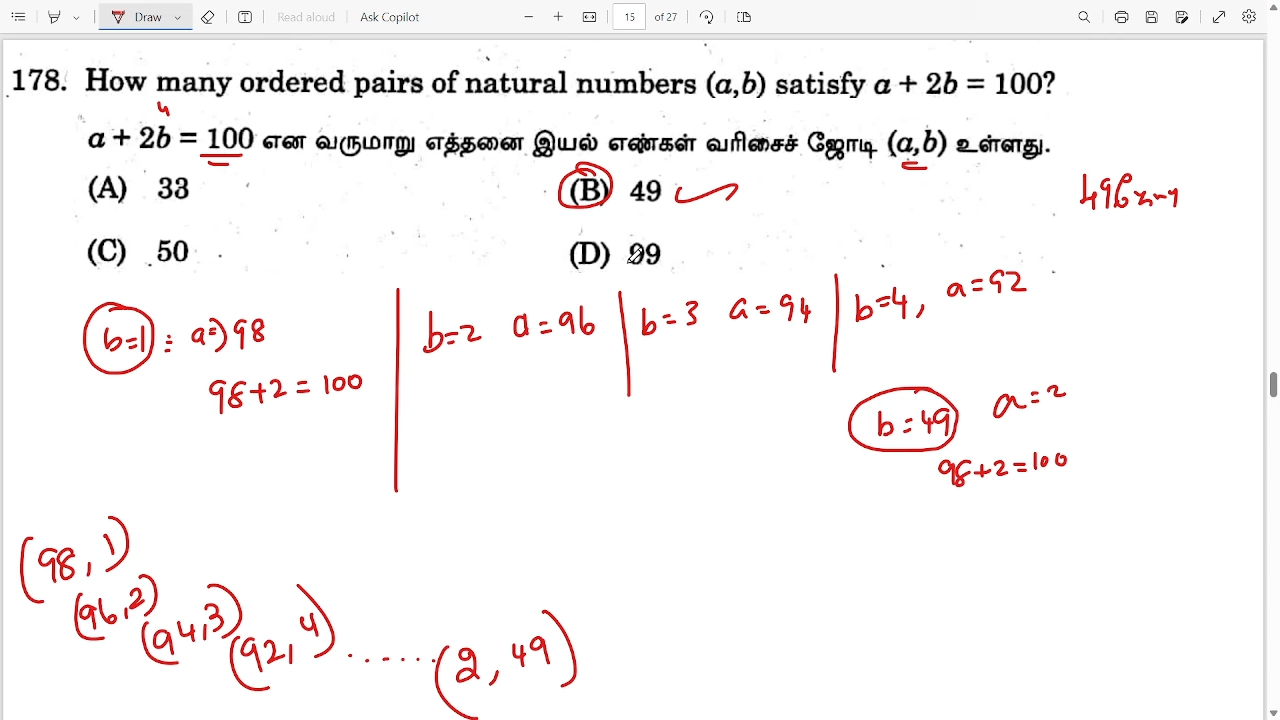 Draw
Read aloud
Ask Copilot
15 of 27
178. How many ordered pairs of natural numbers (a,b) satisfy a + 2b = 100?
4
a + 2b = 100 என வருமாறு எத்தனை இயல் எண்கள் வரிசைச் ஜோடி (a,b) உள்ளது.
(A) 33 (B) 49
(C) 50 (D) 99
b=1 : a=) 98
98+2=100
b=2 a=96
b=3 a=94
b=4, a=92
b=49 a=2
98+2=100
(98, 1)
(96,2)
(94,3)
(92, 4) ...... (2, 49)